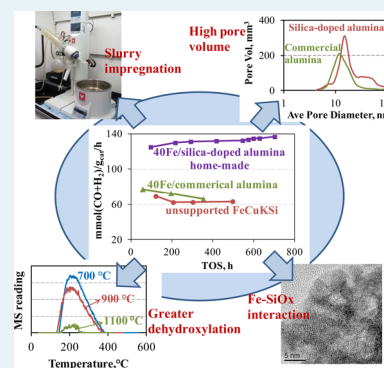 Slurry
impregnation
High pore
volume
Pore Vol, mm³
400
200
0
Silica-doped alumina
Commercial
alumina
1
10
100
Ave Pore Diameter, nm
mmol(CO+H₂)/g_cat/h
140
100
60
20
40Fe/silica-doped alumina
home-made
40Fe/commerical alumina
unsupported FeCuKSi
0
200
400
600
800
TOS, h
MS reading
700 °C
900 °C
1100 °C
0
200
400
600
Temperature,°C
Greater
dehydroxylation
Fe-SiOx
interaction
5 nm